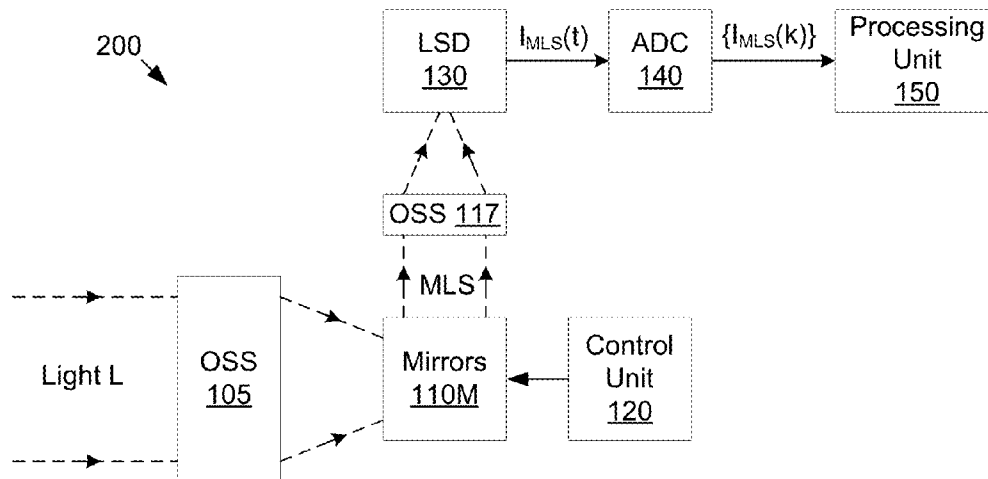 200
LSD
130
I_MLS(t)
ADC
140
{I_MLS(k)}
Processing
Unit
150
OSS 117
MLS
Light L
OSS
105
Mirrors
110M
Control
Unit
120